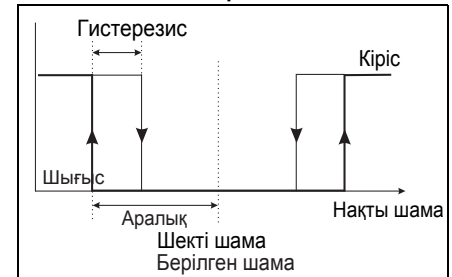 Гистерезис
Кіріс
Шығыс
Аралық
Нақты шама
Шекті шама
Берілген шама